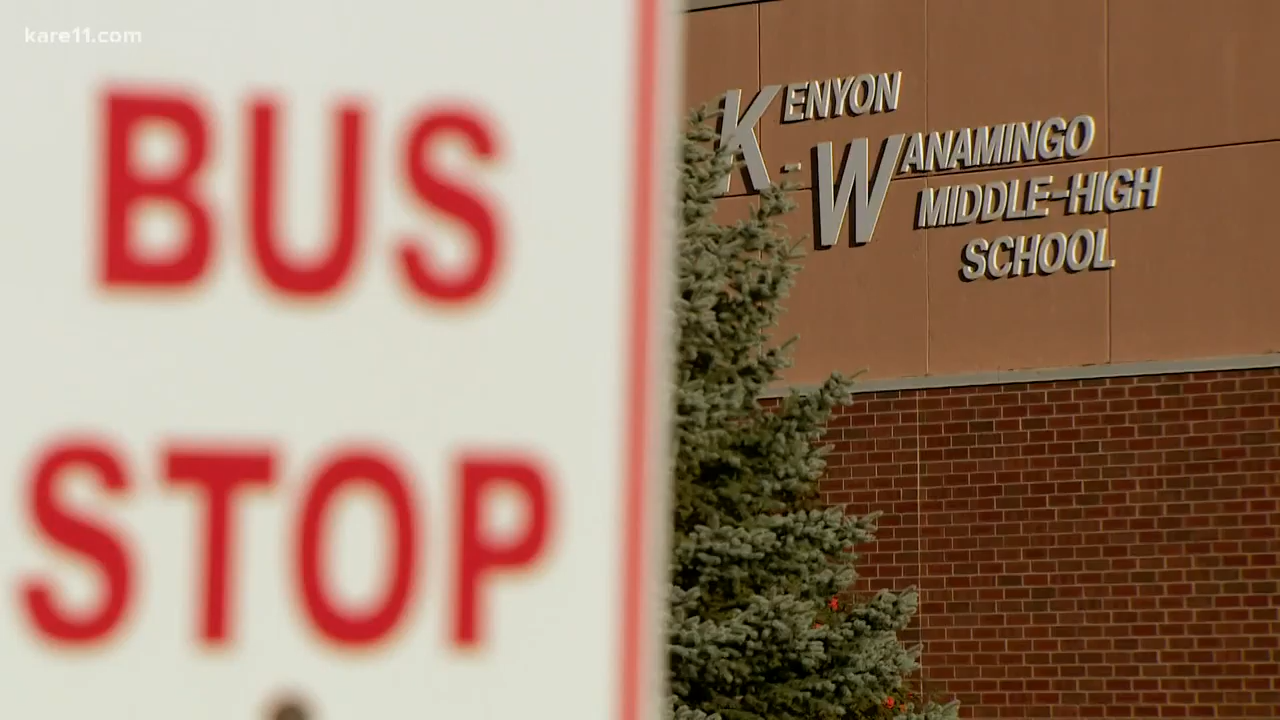 kare11.com
BUS
STOP
KENYON
-WANAMINGO
MIDDLE-HIGH
SCHOOL